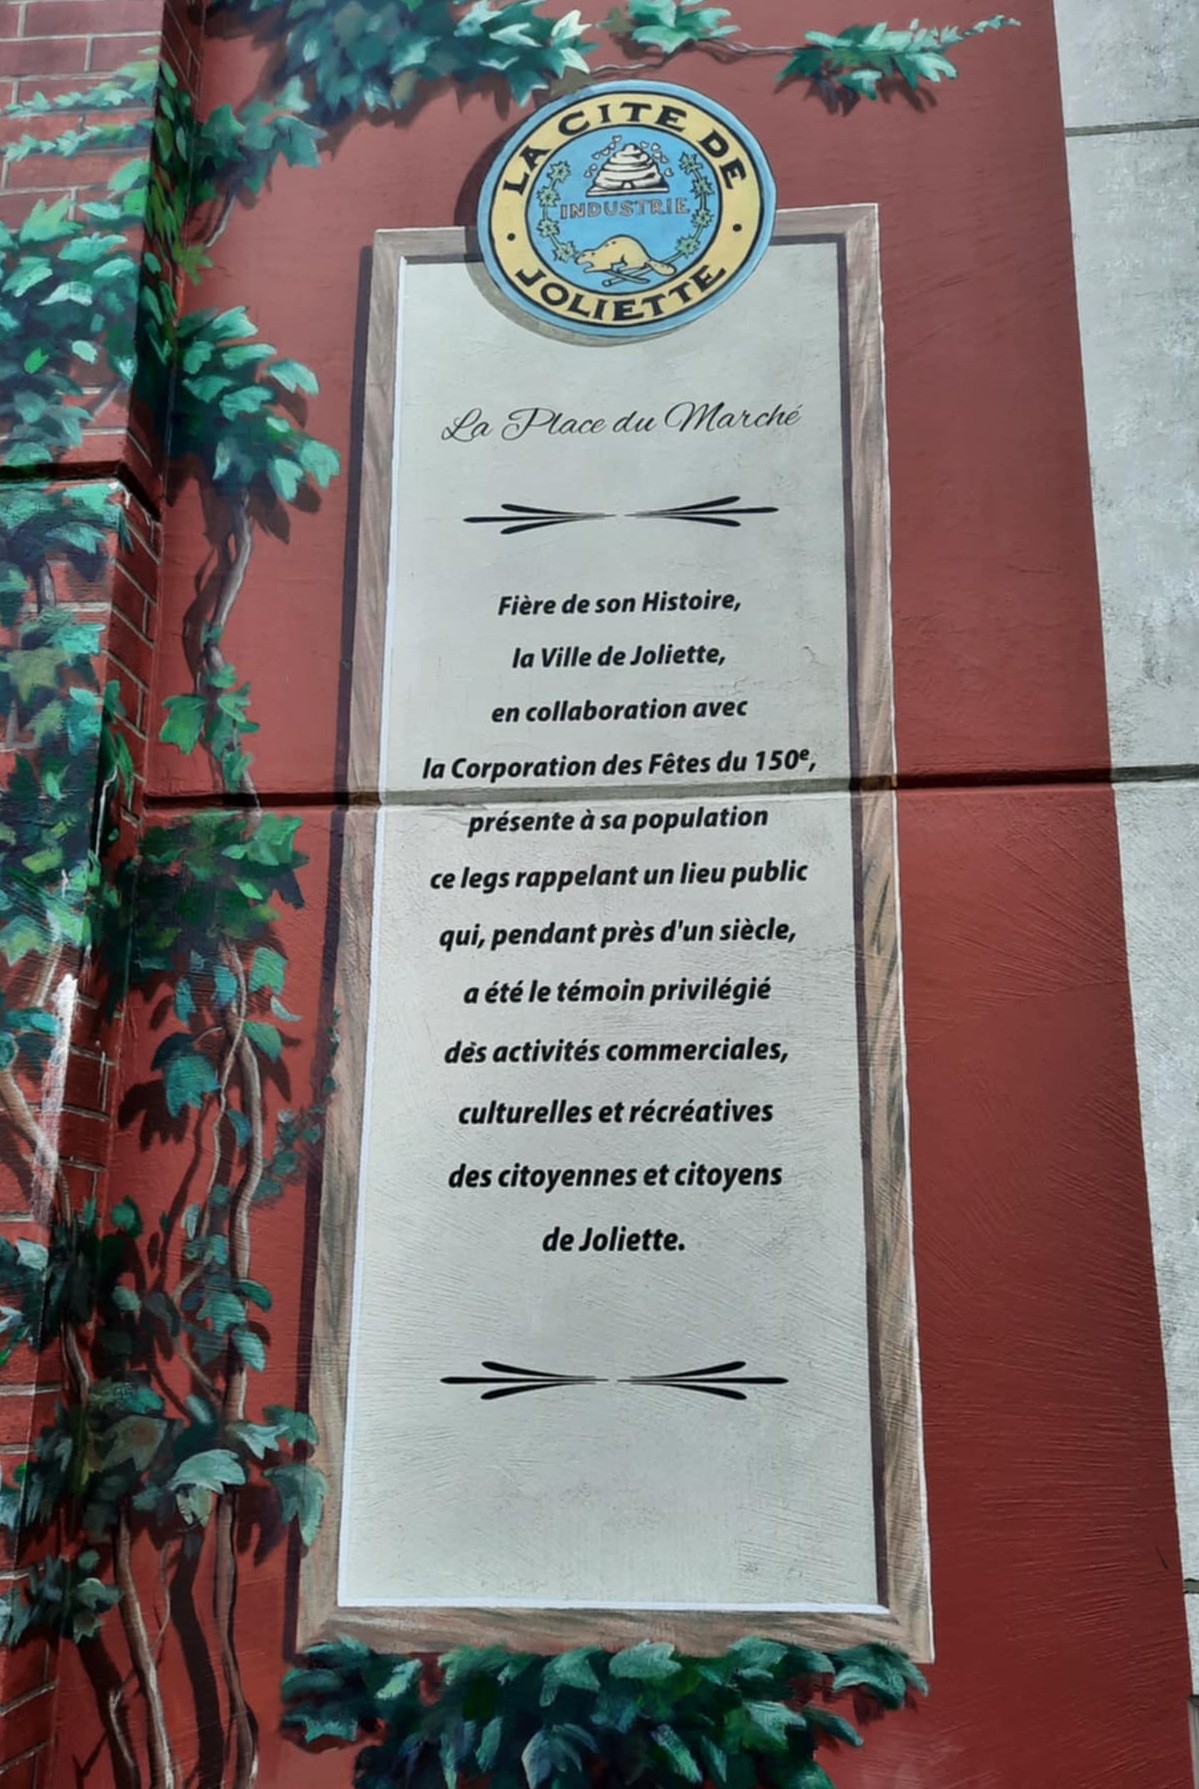 LA CITE DE
INDUSTRIE
JOLIETTE
La Place du Marché
Fière de son Histoire,
la Ville de Joliette,
en collaboration avec
la Corporation des Fêtes du 150e,
présente à sa population
ce legs rappelant un lieu public
qui, pendant près d'un siècle,
a été le témoin privilégié
des activités commerciales,
culturelles et récréatives
des citoyennes et citoyens
de Joliette.